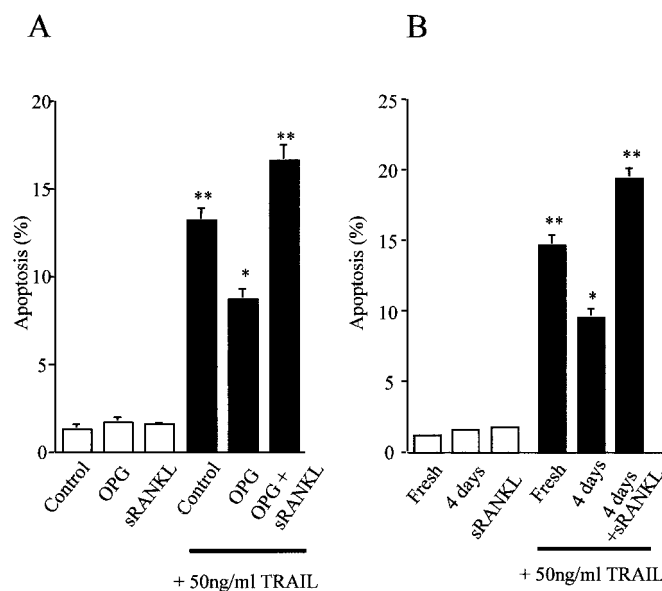 A
20
15
10
5
0
Apoptosis (%)
**
*
**
Control
OPG
sRANKL
Control
OPG
OPG +
sRANKL
+ 50ng/ml TRAIL
B
25
20
15
10
5
0
Apoptosis (%)
**
*
**
Fresh
4 days
sRANKL
Fresh
4 days
4 days
+sRANKL
+ 50ng/ml TRAIL